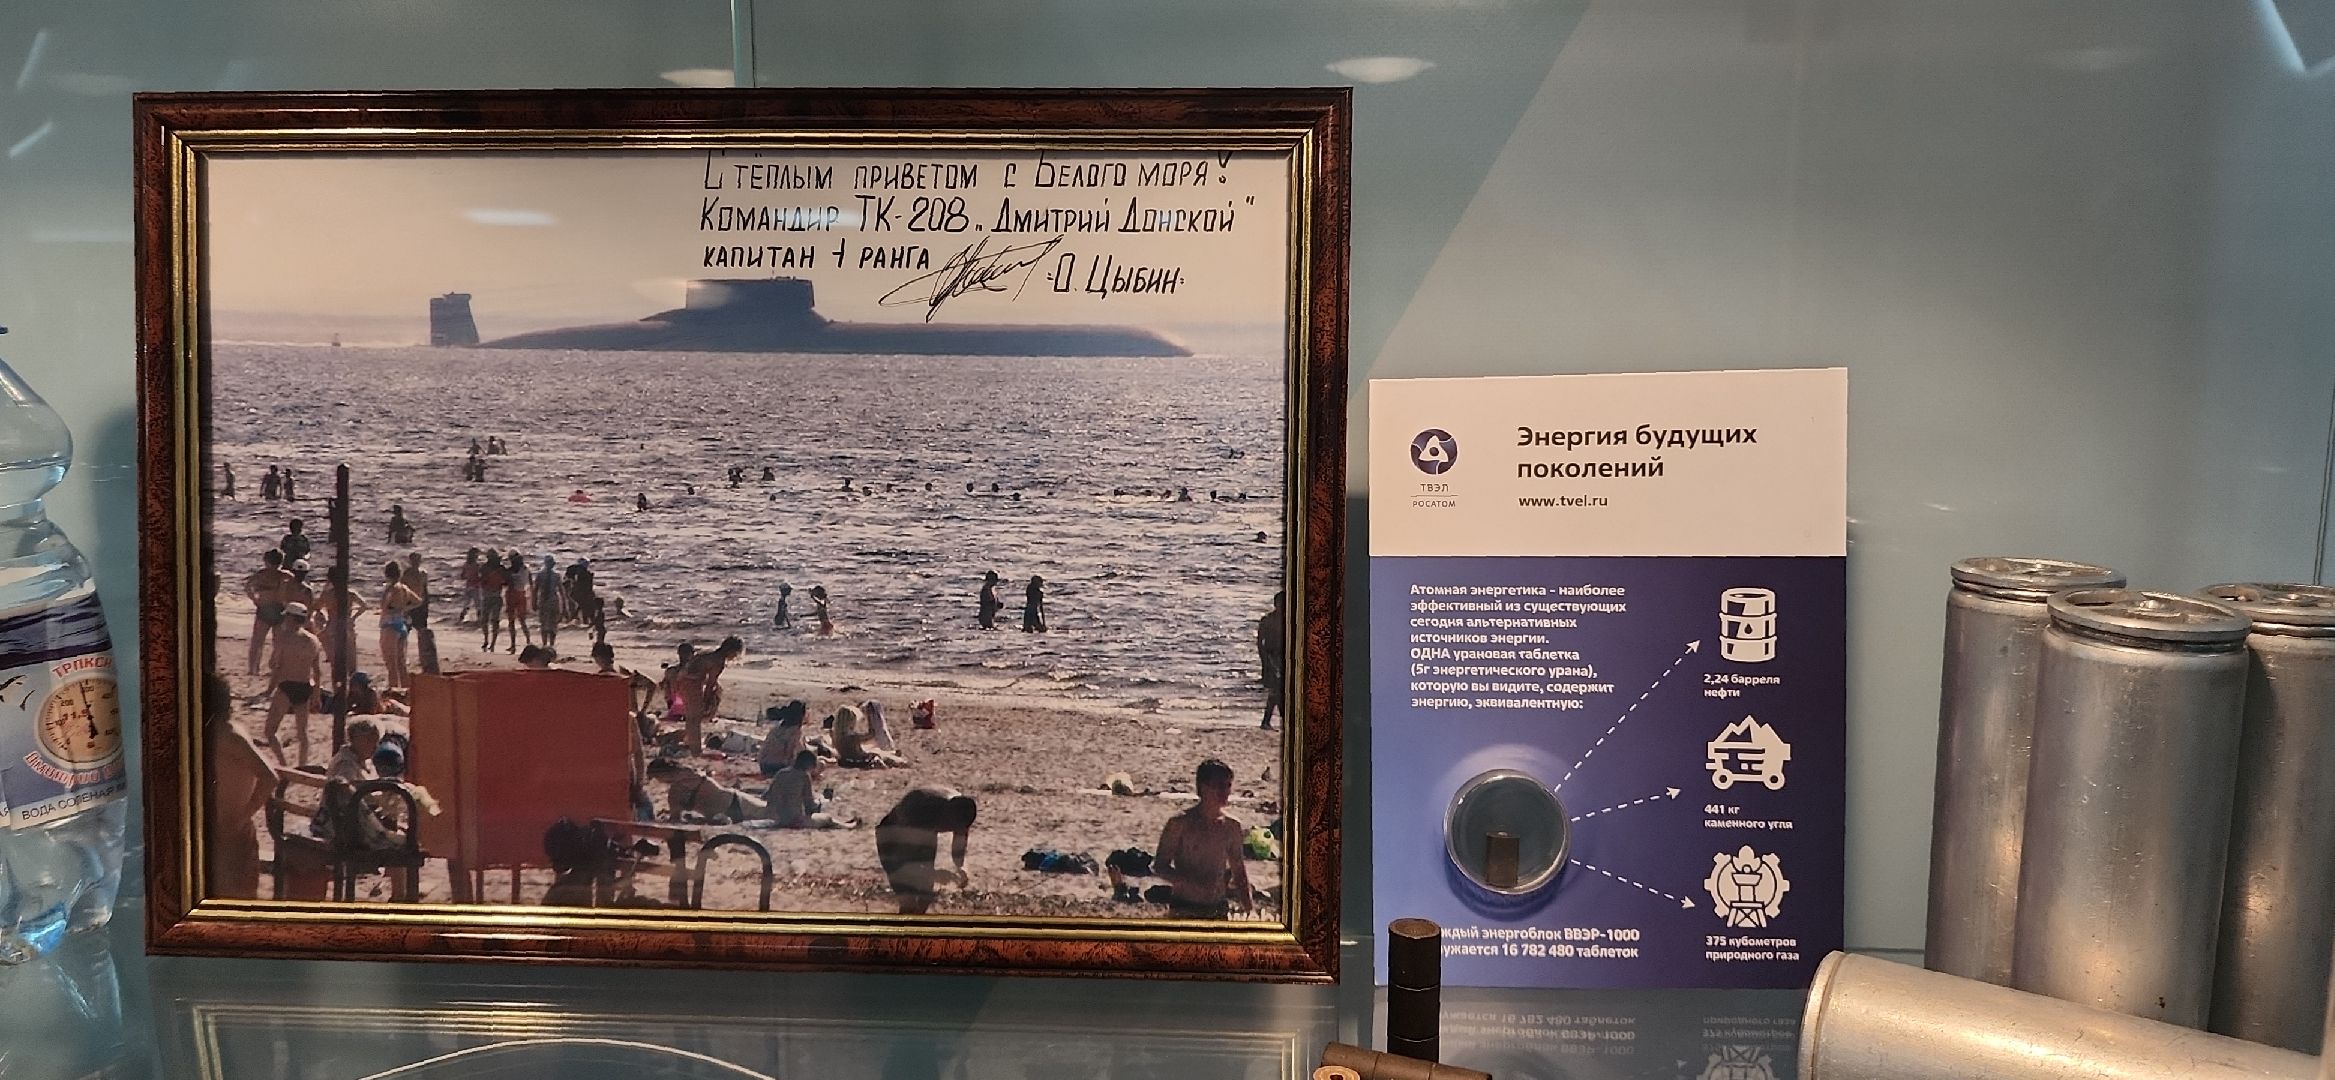 С тёплым приветом с Белого моря!
Командир ТК-208 „Дмитрий Донской"
капитан 1 ранга =О. Цыбин=
ВОДА СОЛЁНАЯ
ТВЭЛ
РОСАТОМ
Энергия будущих
поколений
www.tvel.ru
Атомная энергетика - наиболее
эффективный из существующих
сегодня альтернативных
источников энергии.
ОДНА урановая таблетка
(5г энергетического урана),
которую вы видите, содержит
энергию, эквивалентную:
2,24 барреля
нефти
441 кг
каменного угля
375 кубометров
природного газа
энергоблок ВВЭР-1000
16 782 480 таблеток